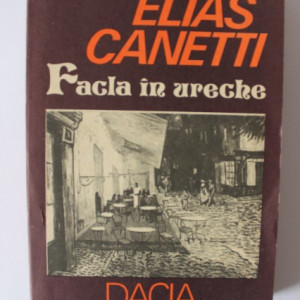 ELIAS
CANETTI
Facla în ureche
DACIA